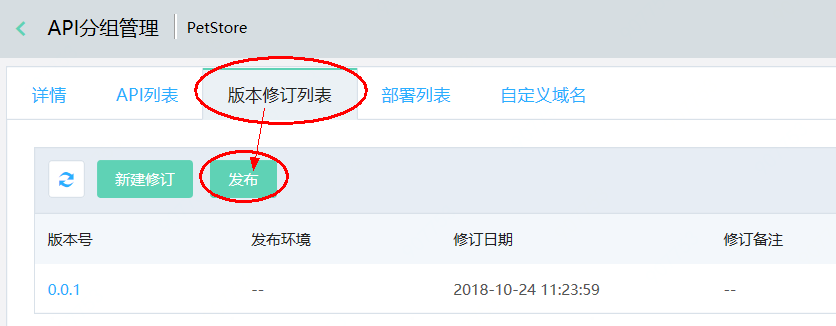 API分组管理 PetStore
详情 API列表 版本修订列表 部署列表 自定义域名
新建修订 发布
版本号 发布环境 修订日期 修订备注
0.0.1 -- 2018-10-24 11:23:59 --